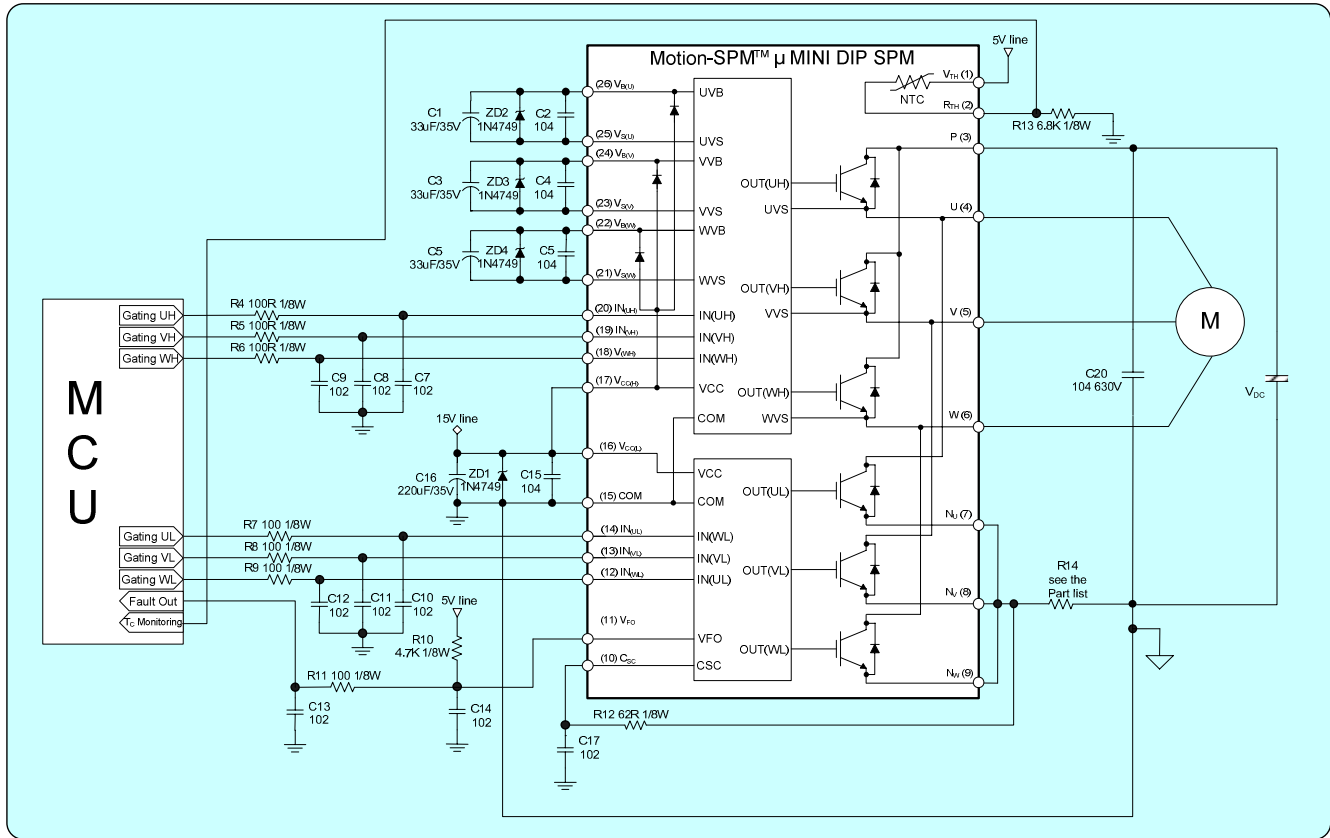 Motion-SPM™ µ MINI DIP SPM
5V line
V_TH (1)
NTC
R_TH (2)
R13 6.8K 1/8W
P (3)
(26) V_B(U)
UVB
C1
33uF/35V
ZD2
1N4749
C2
104
(25) V_S(U)
UVS
(24) V_B(V)
VVB
C3
33uF/35V
ZD3
1N4749
C4
104
(23) V_S(V)
VVS
(22) V_B(W)
WVB
C5
33uF/35V
ZD4
1N4749
C5
104
(21) V_S(W)
WVS
OUT(UH)
UVS
U (4)
OUT(VH)
VVS
V (5)
M
OUT(WH)
WVS
W (6)
C20
104 630V
V_DC
MCU
Gating UH
R4 100R 1/8W
(20) IN(UH)
IN(UH)
Gating VH
R5 100R 1/8W
(19) IN(VH)
IN(VH)
Gating WH
R6 100R 1/8W
(18) V(WH)
IN(WH)
C9
102
C8
102
C7
102
(17) V_CC(H)
VCC
COM
15V line
(16) V_CC(L)
VCC
C16
220uF/35V
ZD1
1N4749
C15
104
(15) COM
COM
OUT(UL)
N_U (7)
Gating UL
R7 100 1/8W
(14) IN(UL)
IN(WL)
Gating VL
R8 100 1/8W
(13) IN(VL)
IN(VL)
Gating WL
R9 100 1/8W
(12) IN(WL)
IN(UL)
OUT(VL)
N_V (8)
R14
see the
Part list
Fault Out
T_C Monitoring
C12
102
C11
102
C10
102
5V line
R10
4.7K 1/8W
(11) V_FO
VFO
(10) C_SC
CSC
OUT(WL)
N_W (9)
R11 100 1/8W
C13
102
C14
102
R12 62R 1/8W
C17
102